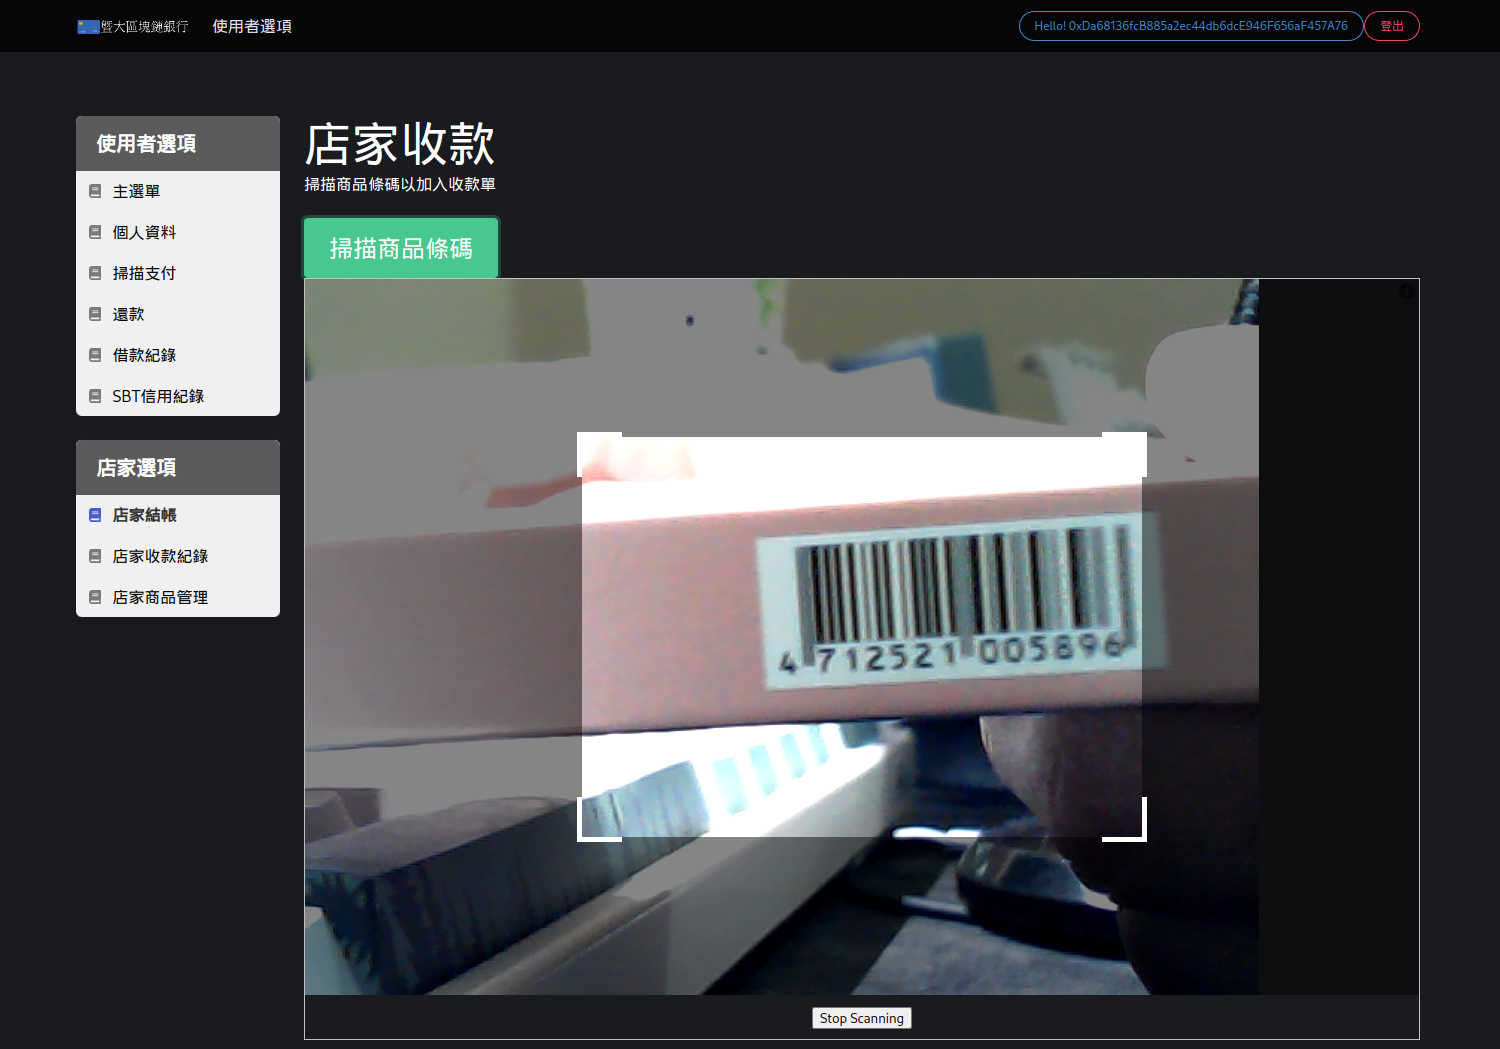 暨大區塊鏈銀行
使用者選項
Hello! 0xDa68136fcB885a2ec44db6dcE946F656aF457A76
登出
使用者選項
主選單
個人資料
掃描支付
還款
借款紀錄
SBT信用紀錄
店家選項
店家結帳
店家收款紀錄
店家商品管理
店家收款
掃描商品條碼以加入收款單
掃描商品條碼
4 712521 005896
Stop Scanning